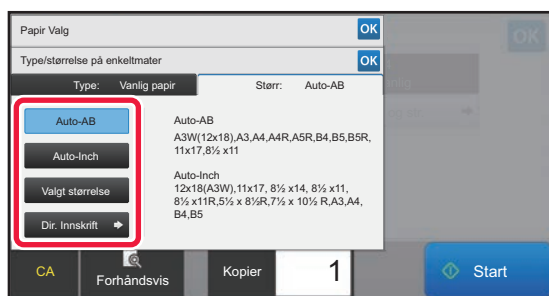 Papir Valg
OK
Type/størrelse på enkeltmater
OK
Type: Vanlig papir
Størr: Auto-AB
Auto-AB
Auto-Inch
Valgt størrelse
Dir. Innskrift
Auto-AB
A3W(12x18),A3,A4,A4R,A5R,B4,B5,B5R,
11x17,8½ x11
Auto-Inch
12x18(A3W),11x17, 8½ x14, 8½ x11,
8½ x11R,5½ x 8½R,7½ x 10½ R,A3,A4,
B4,B5
OK
CA
Forhåndsvis
Kopier
1
Start